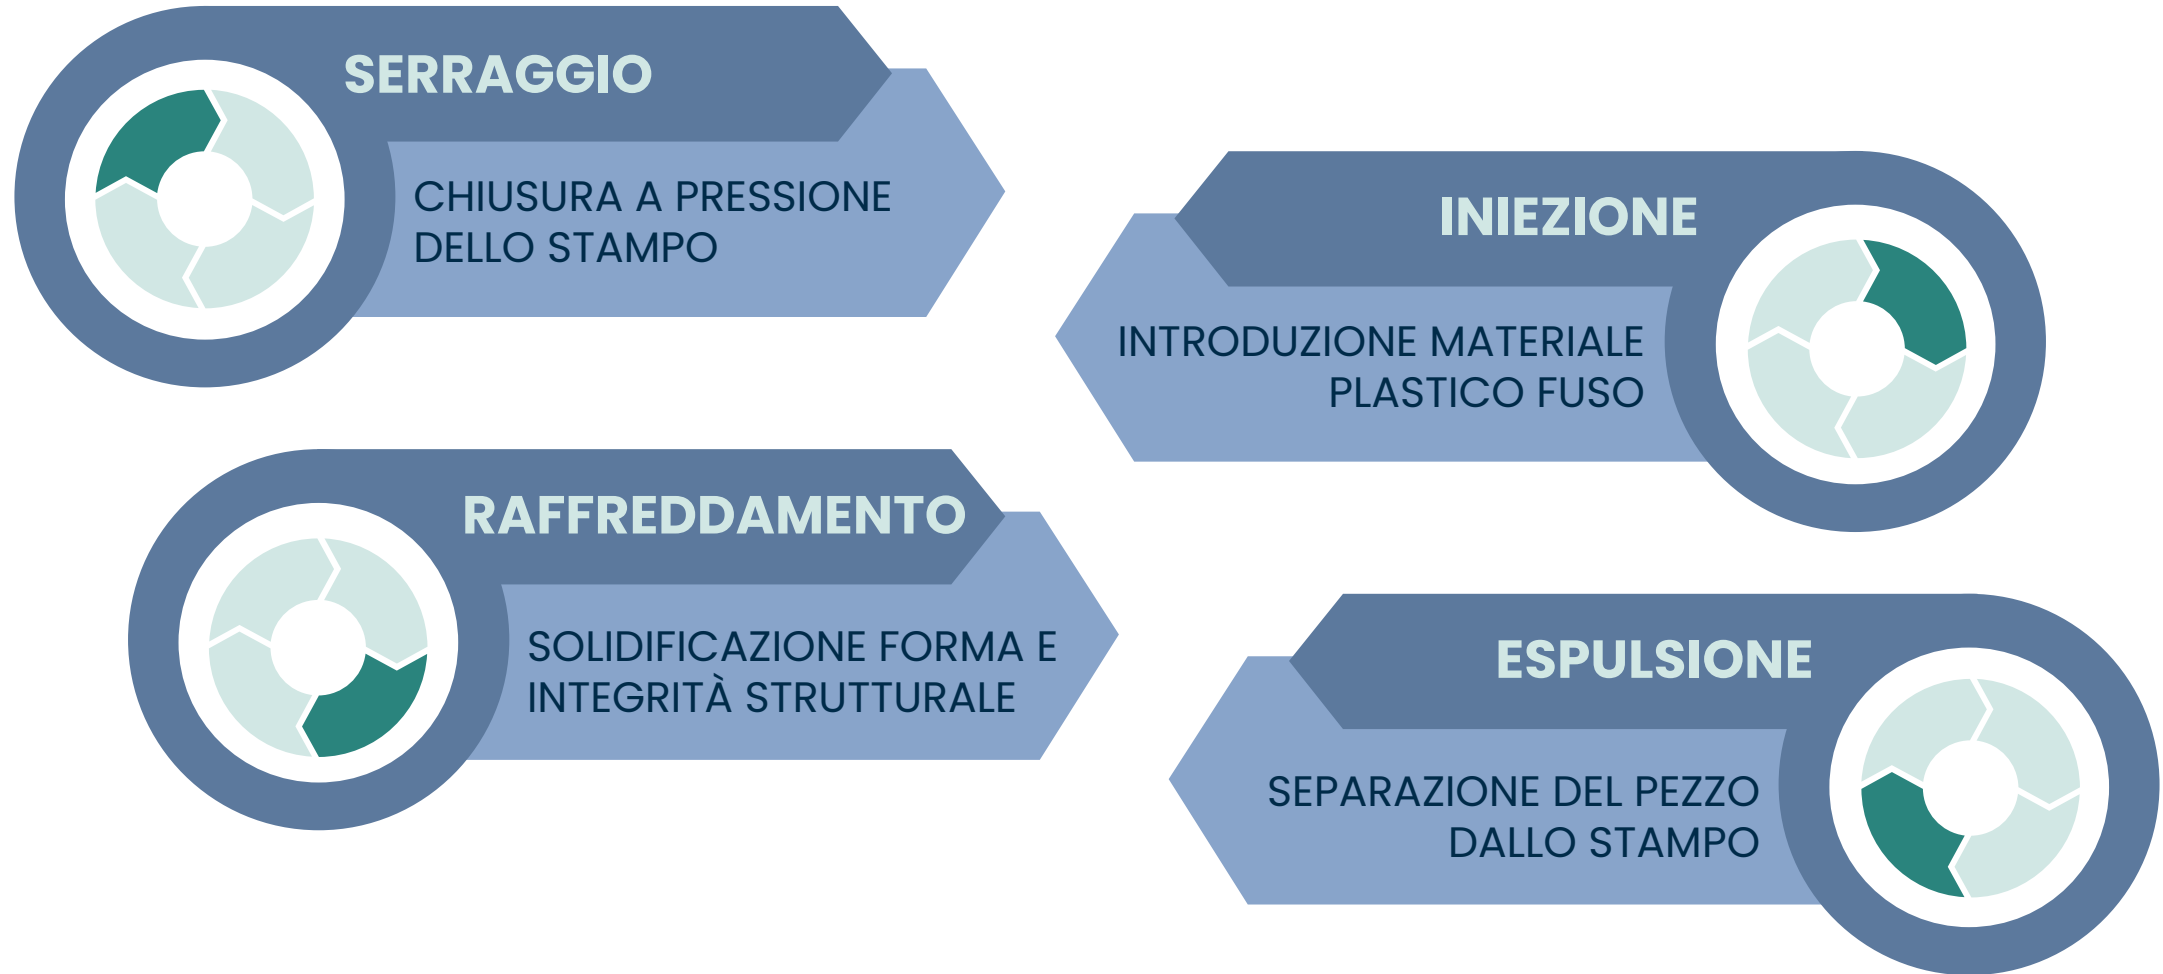 SERRAGGIO
CHIUSURA A PRESSIONE
DELLO STAMPO
INIEZIONE
INTRODUZIONE MATERIALE
PLASTICO FUSO
RAFFREDDAMENTO
SOLIDIFICAZIONE FORMA E
INTEGRITÀ STRUTTURALE
ESPULSIONE
SEPARAZIONE DEL PEZZO
DALLO STAMPO